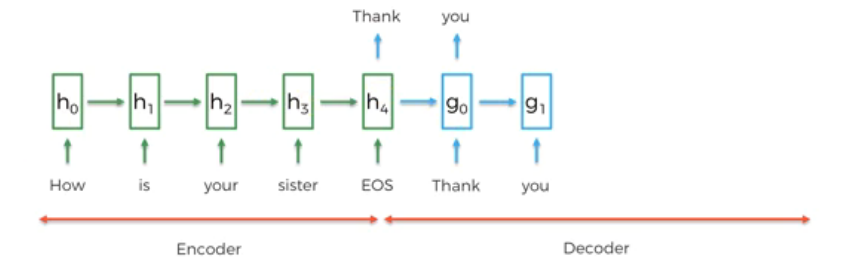 Thank you
h0 h1 h2 h3 h4 g0 g1
How is your sister EOS Thank you
Encoder Decoder